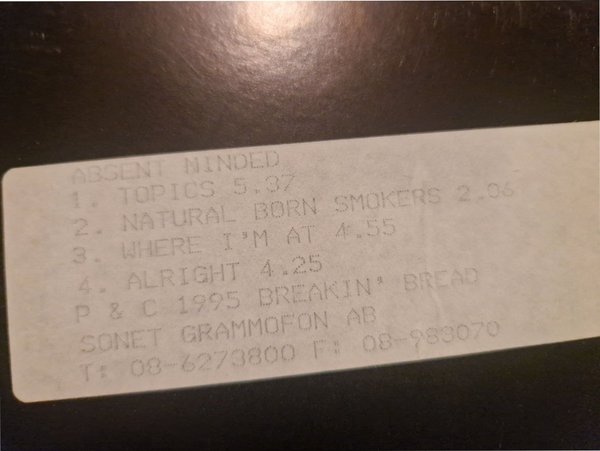 ABSENT MINDED
1. TOPICS 5.37
2. NATURAL BORN SMOKERS 2.36
3. WHERE I'M AT 4.55
4. ALRIGHT 4.25
P & C 1995 BREAKIN' BREAD
SONET GRAMMOFON AB
T: 08-6273800 F: 08-983070